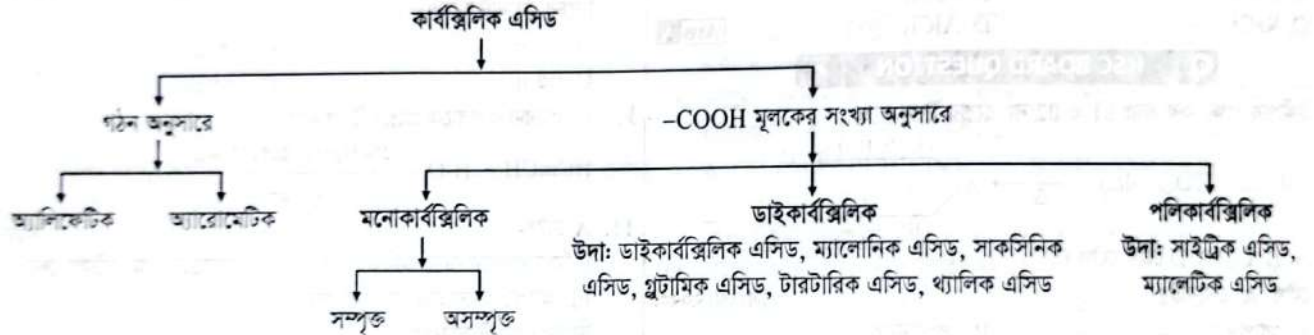 কার্বক্সিলিক এসিড
গঠন অনুসারে
–COOH মূলকের সংখ্যা অনুসারে
অ্যালিফেটিক
অ্যারোমেটিক
মনোকার্বক্সিলিক
ডাইকার্বক্সিলিক
পলিকার্বক্সিলিক
উদা: ডাইকার্বক্সিলিক এসিড, ম্যালোনিক এসিড, সাকসিনিক
এসিড, গ্লুটামিক এসিড, টারটারিক এসিড, থ্যালিক এসিড
উদা: সাইট্রিক এসিড,
ম্যালেটিক এসিড
সম্পৃক্ত
অসম্পৃক্ত